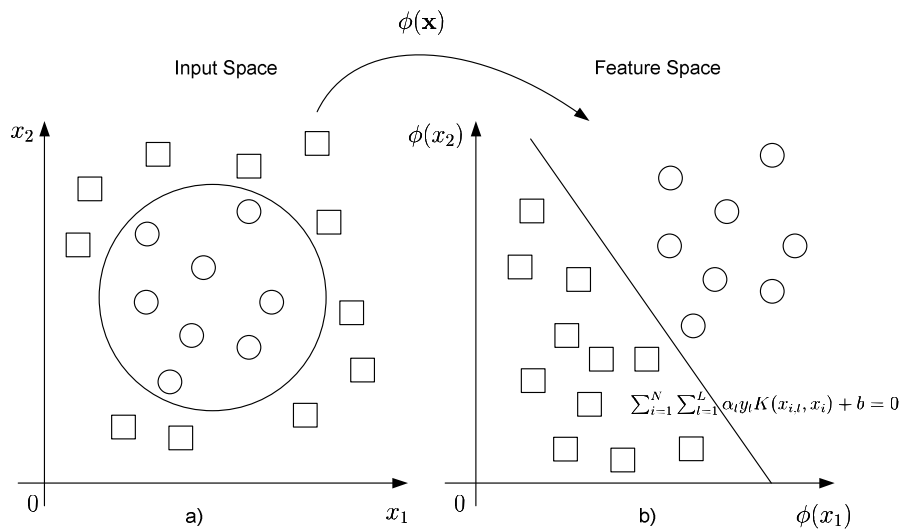 ϕ(x)
Input Space
Feature Space
x₂
ϕ(x₂)
∑ᵢ₌₁ᴺ ∑ₗ₌₁ᴸ αₗyₗK(xᵢ,ₗ, xᵢ) + b = 0
0
x₁
0
ϕ(x₁)
a)
b)